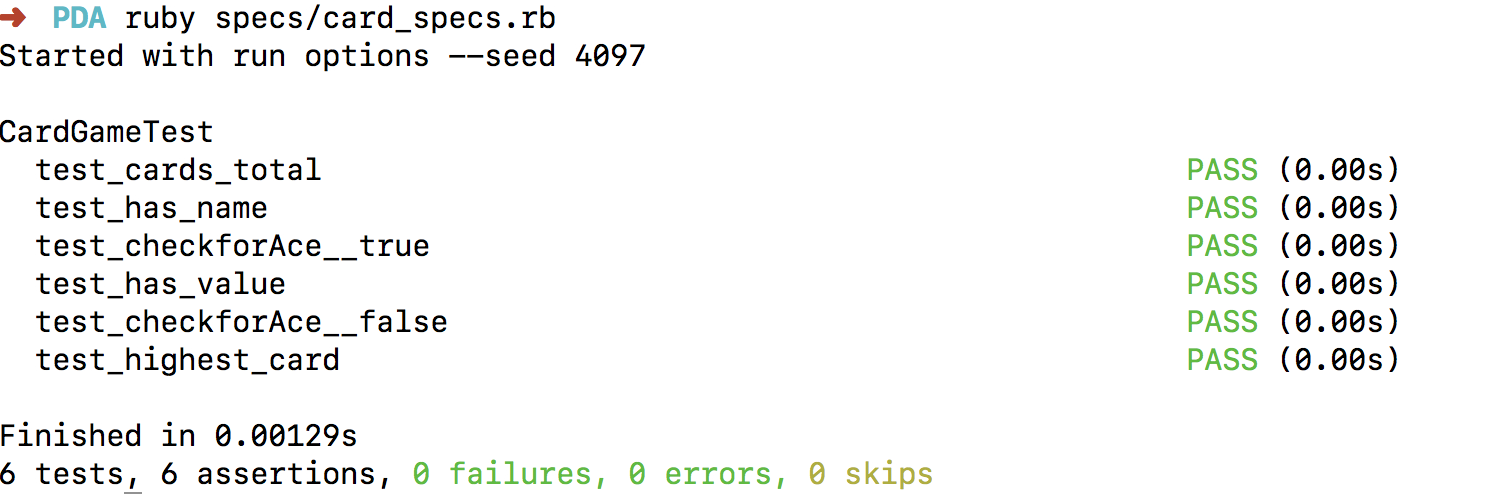 ➜ PDA ruby specs/card_specs.rb
Started with run options --seed 4097
CardGameTest
test_cards_total PASS (0.00s)
test_has_name PASS (0.00s)
test_checkforAce__true PASS (0.00s)
test_has_value PASS (0.00s)
test_checkforAce__false PASS (0.00s)
test_highest_card PASS (0.00s)
Finished in 0.00129s
6 tests, 6 assertions, 0 failures, 0 errors, 0 skips